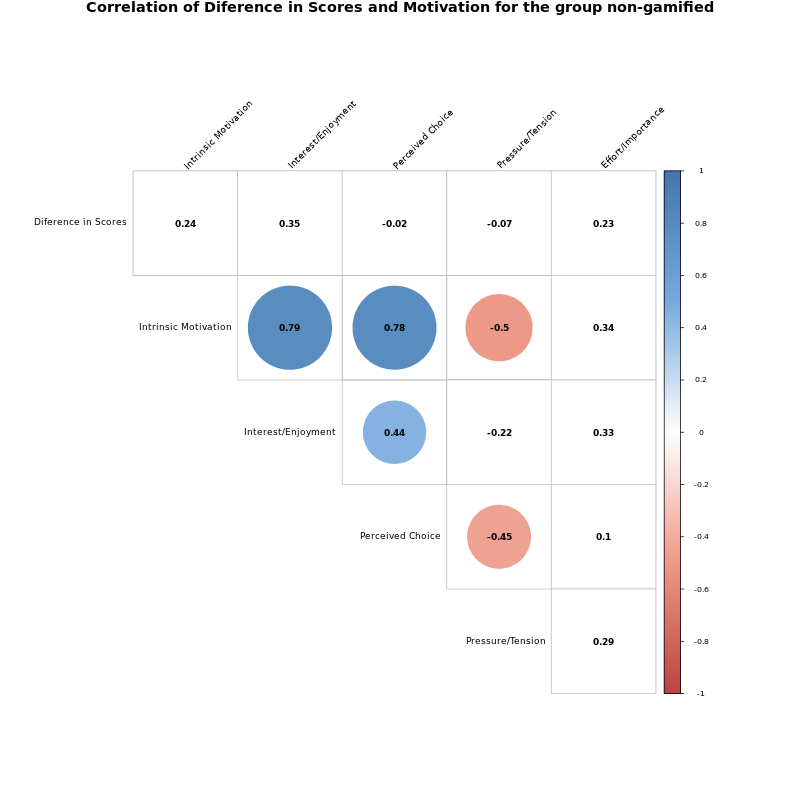 Correlation of Diference in Scores and Motivation for the group non-gamified
Intrinsic Motivation
Interest/Enjoyment
Perceived Choice
Pressure/Tension
Effort/Importance
Diference in Scores
0.24
0.35
-0.02
-0.07
0.23
Intrinsic Motivation
0.79
0.78
-0.5
0.34
Interest/Enjoyment
0.44
-0.22
0.33
Perceived Choice
-0.45
0.1
Pressure/Tension
0.29
1
0.8
0.6
0.4
0.2
0
-0.2
-0.4
-0.6
-0.8
-1